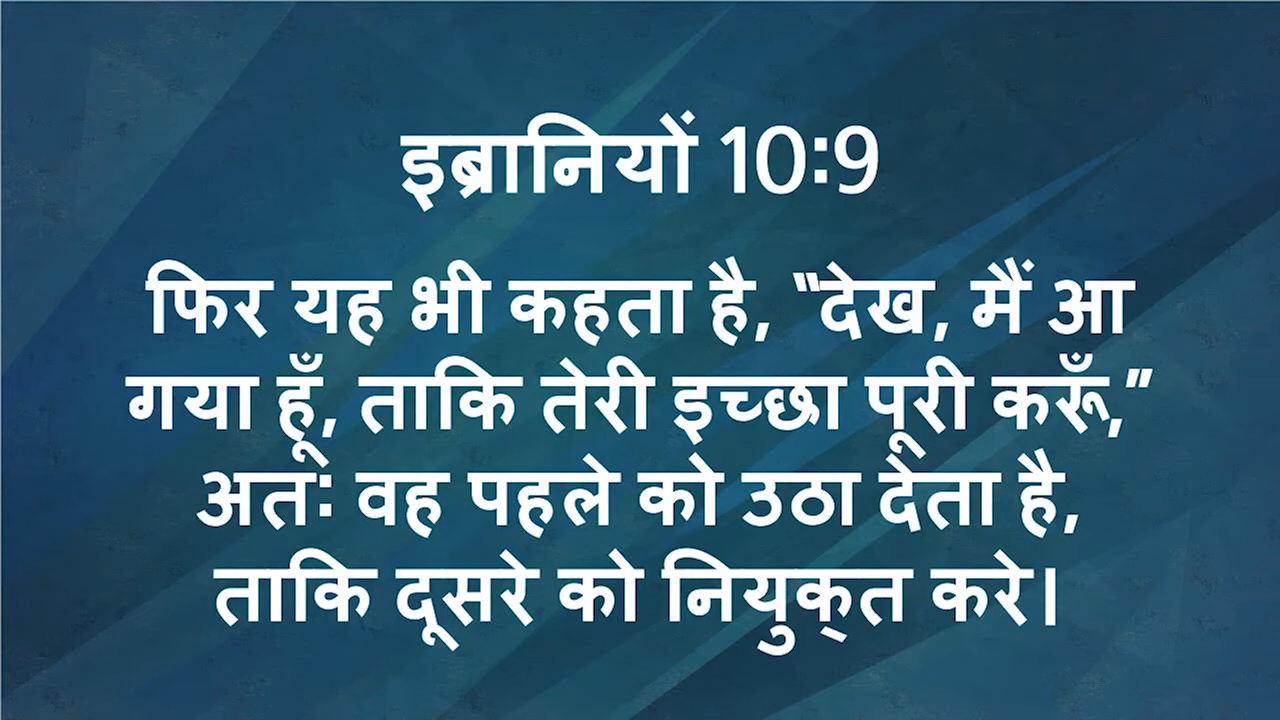 इब्रानियों 10:9
फिर यह भी कहता है, "देख, मैं आ
गया हूँ, ताकि तेरी इच्छा पूरी करूँ,”
अतः वह पहले को उठा देता है,
ताकि दूसरे को नियुक्‍त करे।